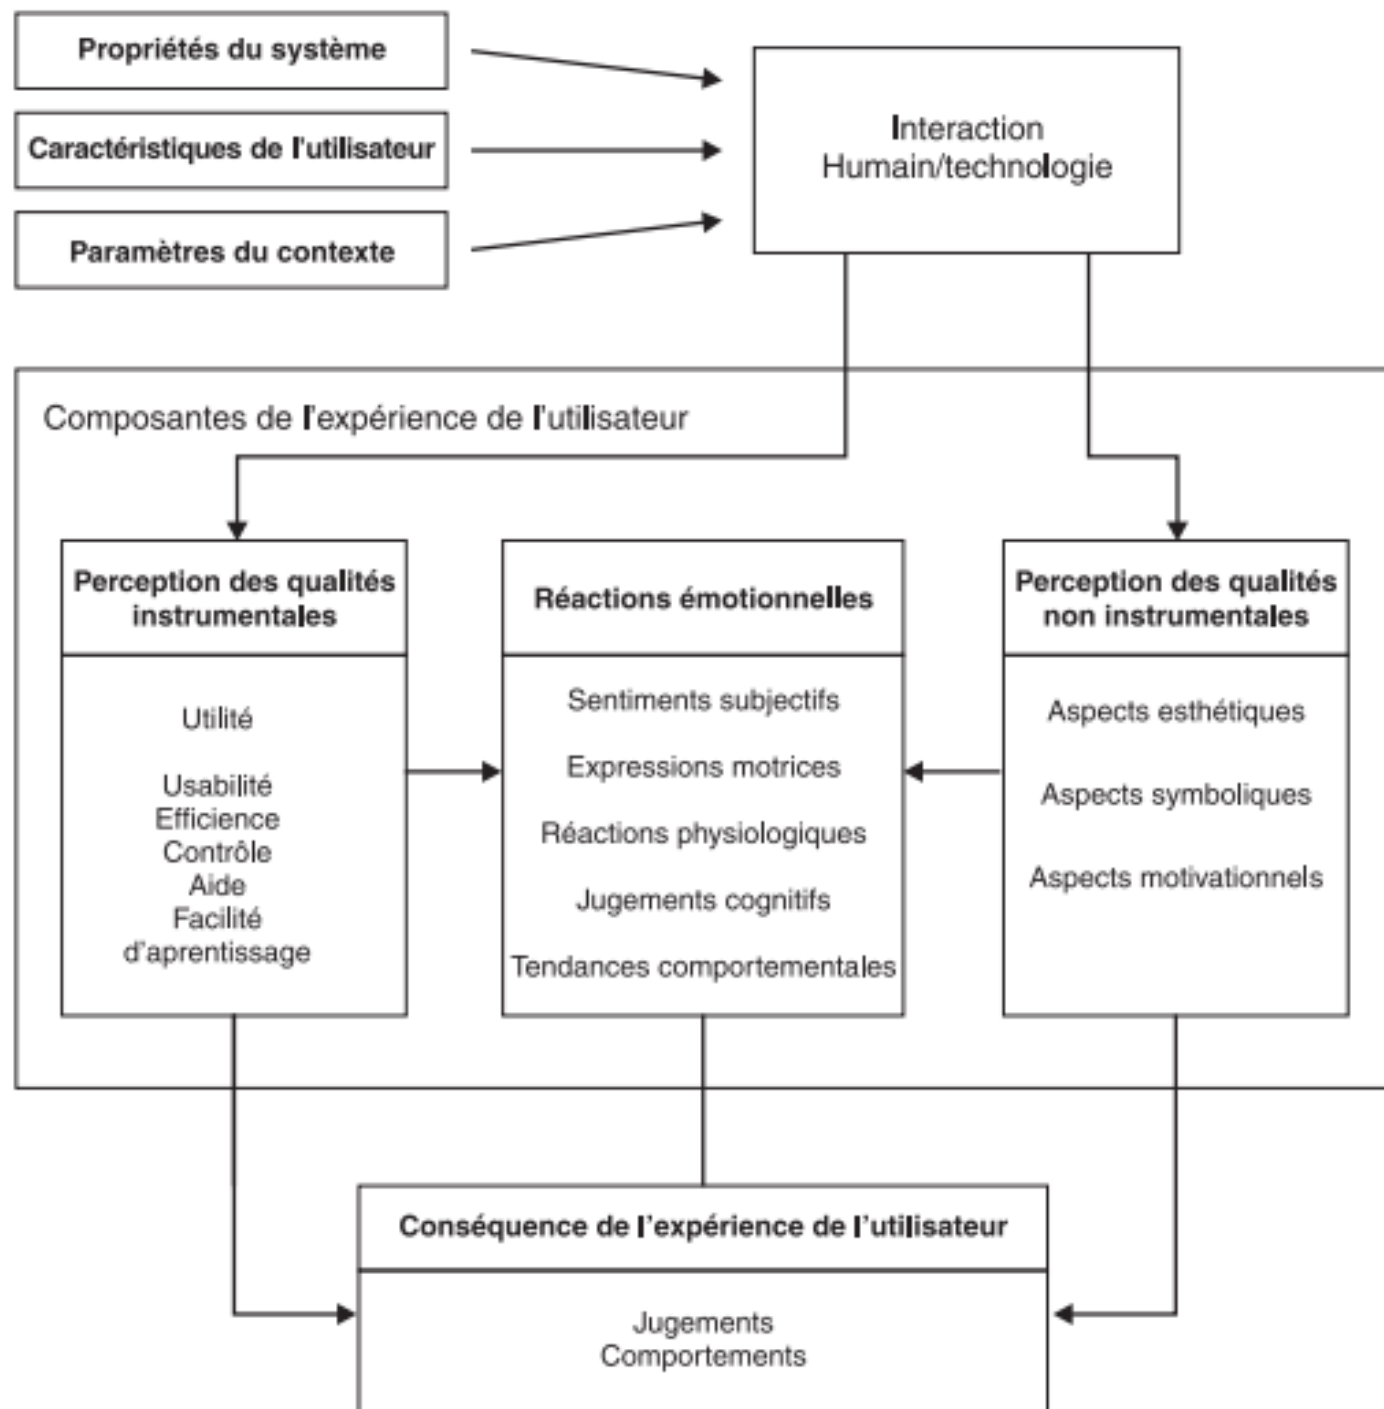 Propriétés du système
Caractéristiques de l'utilisateur
Paramètres du contexte
Interaction
Humain/technologie
Composantes de l'expérience de l'utilisateur
Perception des qualités
instrumentales
Utilité
Usabilité
Efficience
Contrôle
Aide
Facilité
d'aprentissage
Réactions émotionnelles
Sentiments subjectifs
Expressions motrices
Réactions physiologiques
Jugements cognitifs
Tendances comportementales
Perception des qualités
non instrumentales
Aspects esthétiques
Aspects symboliques
Aspects motivationnels
Conséquence de l'expérience de l'utilisateur
Jugements
Comportements